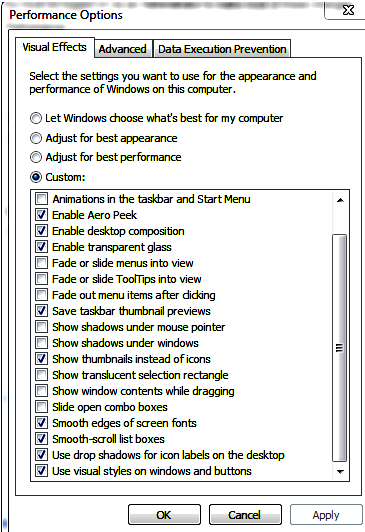 Performance Options
Visual Effects Advanced Data Execution Prevention
Select the settings you want to use for the appearance and
performance of Windows on this computer.
Let Windows choose what's best for my computer
Adjust for best appearance
Adjust for best performance
Custom:
Animations in the taskbar and Start Menu
Enable Aero Peek
Enable desktop composition
Enable transparent glass
Fade or slide menus into view
Fade or slide ToolTips into view
Fade out menu items after clicking
Save taskbar thumbnail previews
Show shadows under mouse pointer
Show shadows under windows
Show thumbnails instead of icons
Show translucent selection rectangle
Show window contents while dragging
Slide open combo boxes
Smooth edges of screen fonts
Smooth-scroll list boxes
Use drop shadows for icon labels on the desktop
Use visual styles on windows and buttons
OK Cancel Apply